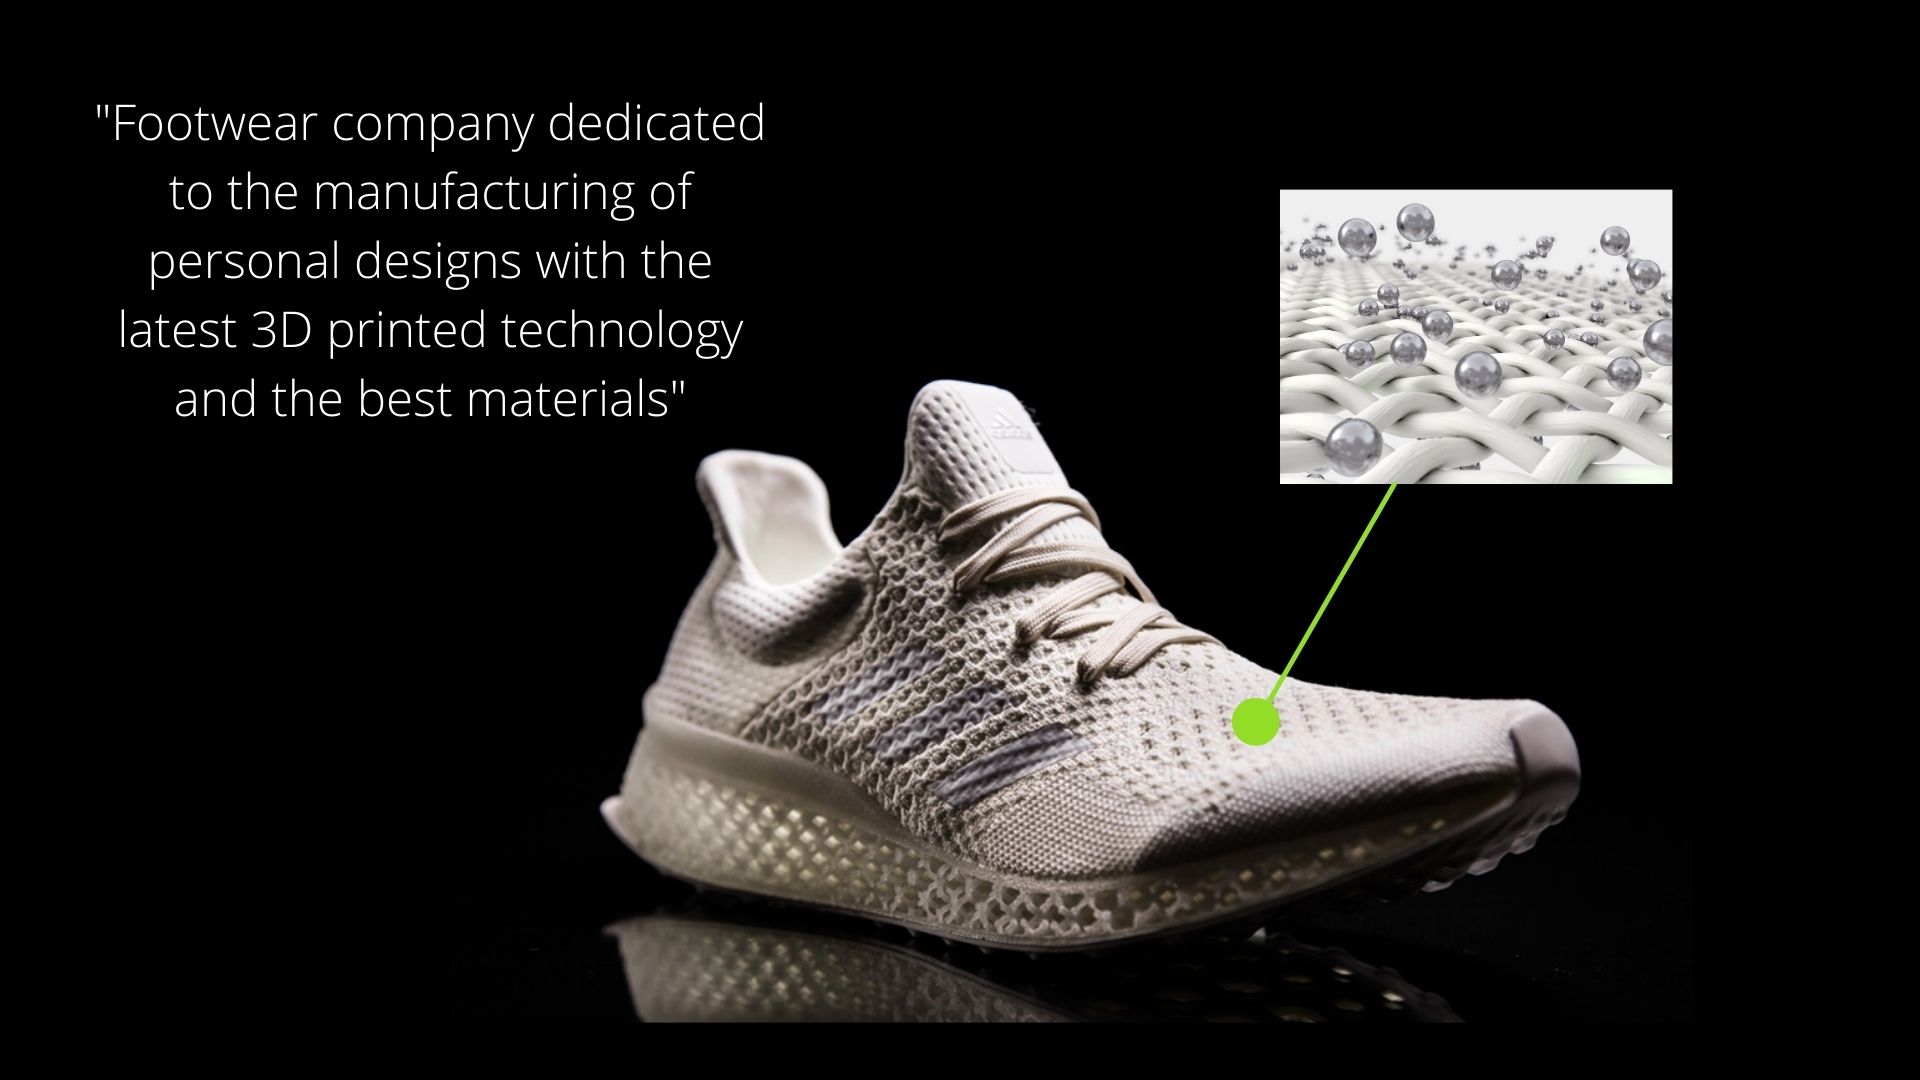 "Footwear company dedicated
to the manufacturing of
personal designs with the
latest 3D printed technology
and the best materials"
adidas